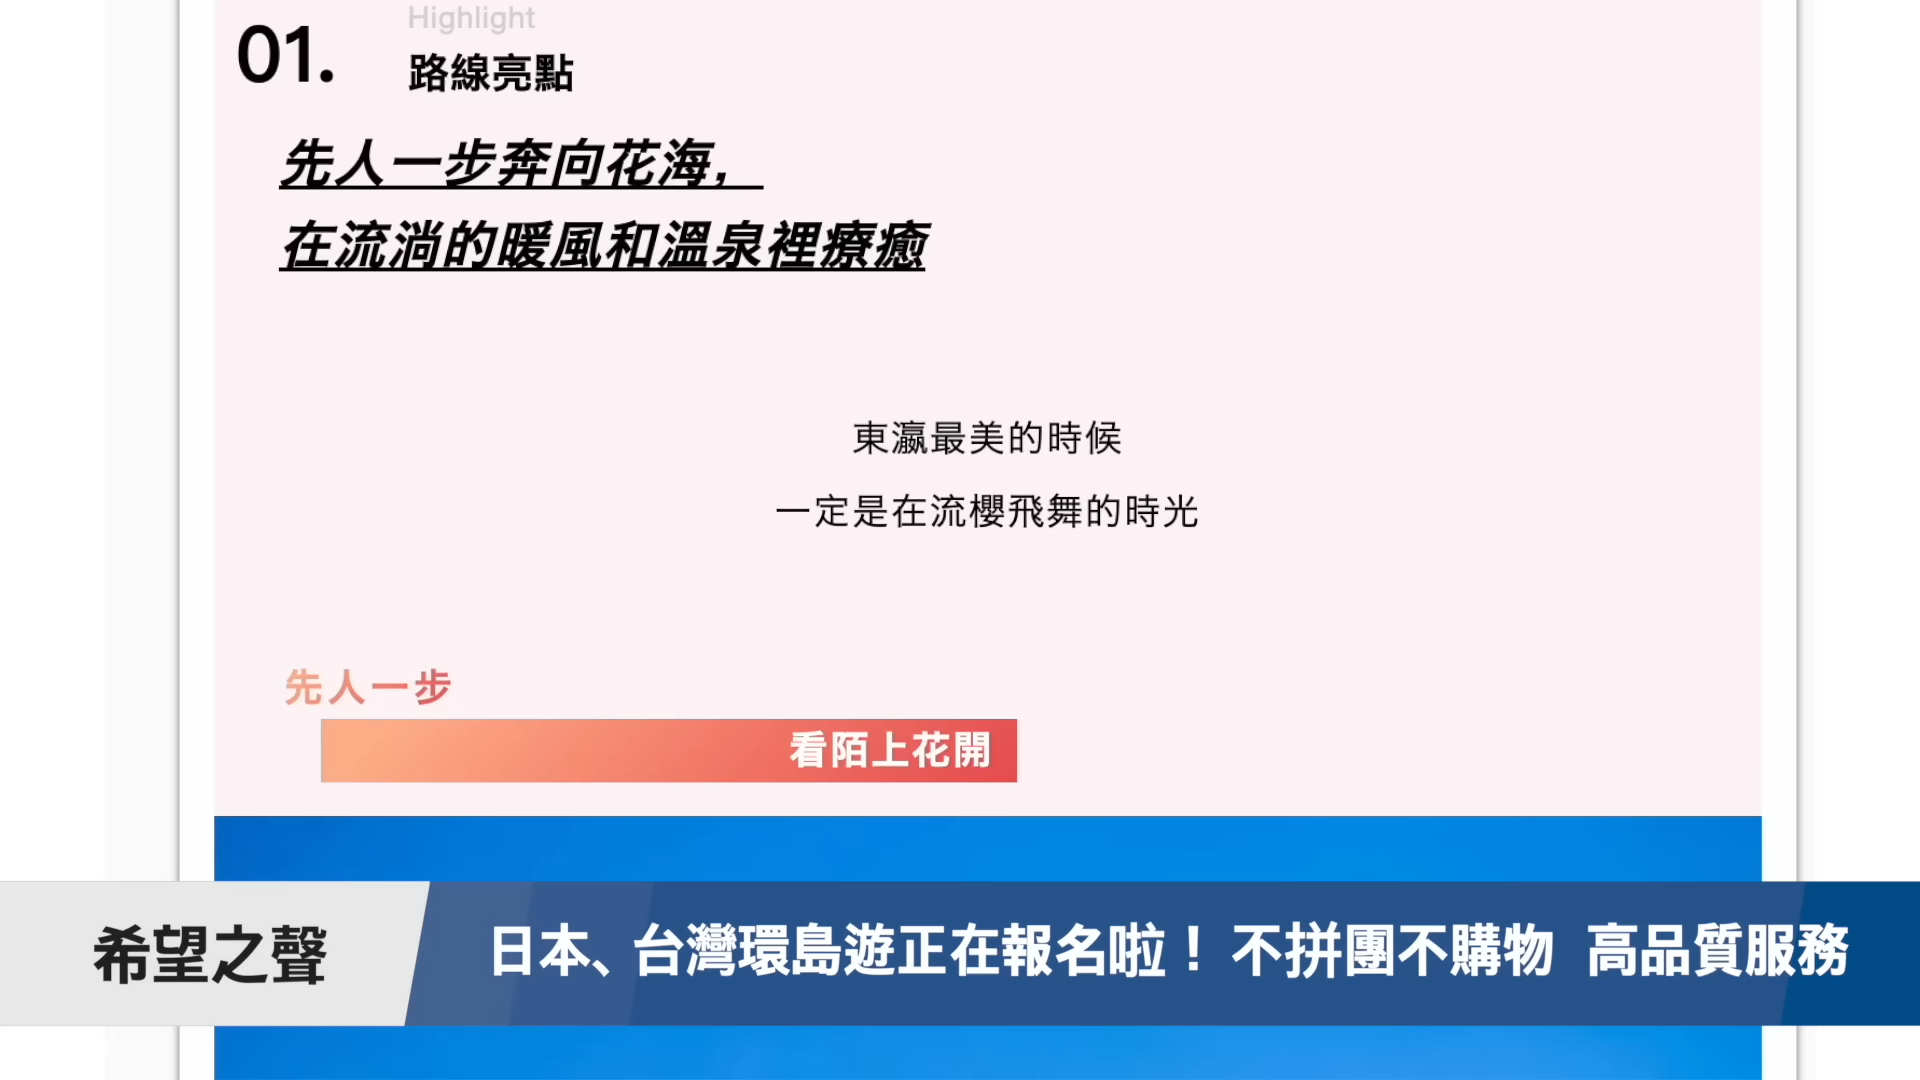 01.
Highlight
路線亮點
先人一步奔向花海，
在流淌的暖風和溫泉裡療癒
東瀛最美的時候
一定是在流櫻飛舞的時光
先人一步
看陌上花開
希望之聲
日本、台灣環島遊正在報名啦！ 不拼團不購物 高品質服務